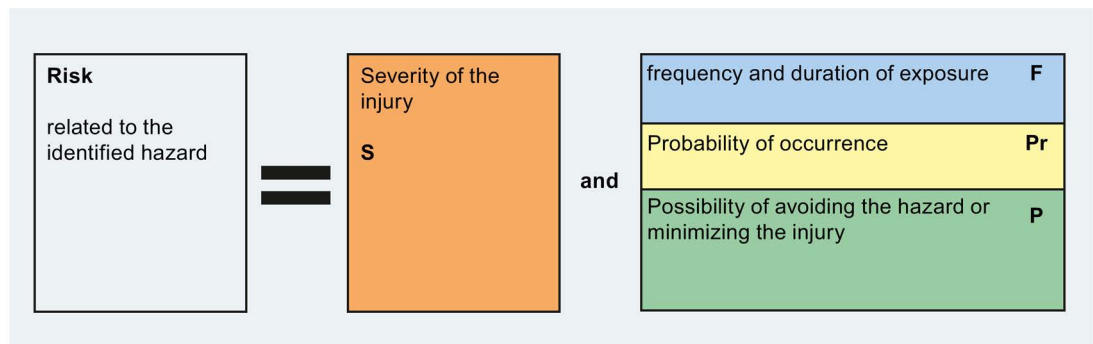 Risk
related to the
identified hazard
Severity of the
injury
S
and
frequency and duration of exposure F
Probability of occurrence Pr
Possibility of avoiding the hazard or
minimizing the injury
P